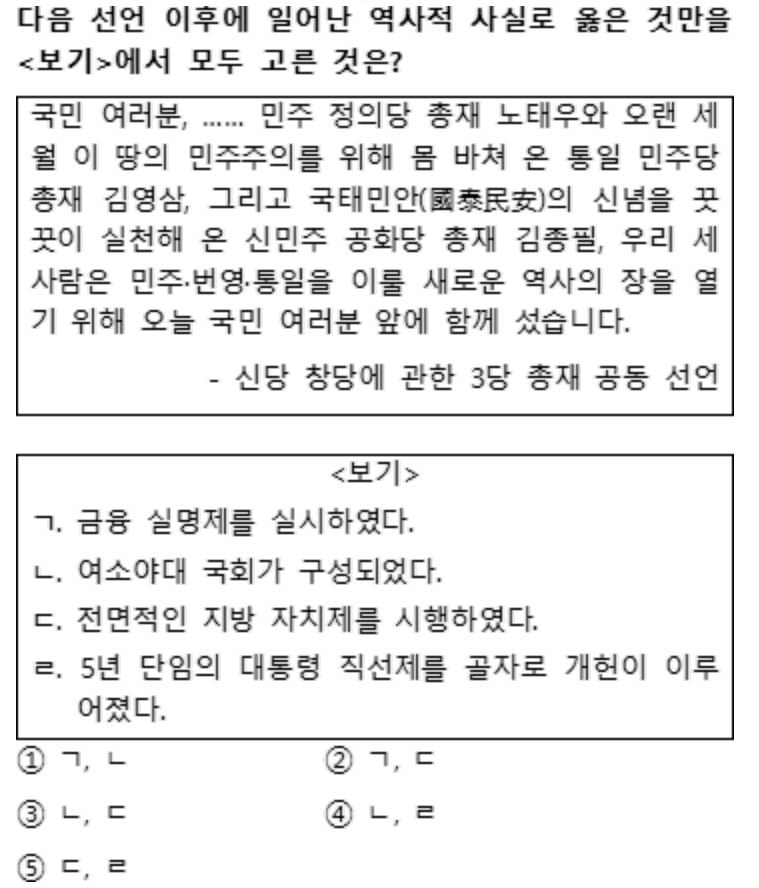 다음 선언 이후에 일어난 역사적 사실로 옳은 것만을
<보기>에서 모두 고른 것은?
국민 여러분, ...... 민주 정의당 총재 노태우와 오랜 세
월 이 땅의 민주주의를 위해 몸 바쳐 온 통일 민주당
총재 김영삼, 그리고 국태민안(國泰民安)의 신념을 꿋
꿋이 실천해 온 신민주 공화당 총재 김종필, 우리 세
사람은 민주·번영·통일을 이룰 새로운 역사의 장을 열
기 위해 오늘 국민 여러분 앞에 함께 섰습니다.
- 신당 창당에 관한 3당 총재 공동 선언
<보기>
ㄱ. 금융 실명제를 실시하였다.
ㄴ. 여소야대 국회가 구성되었다.
ㄷ. 전면적인 지방 자치제를 시행하였다.
ㄹ. 5년 단임의 대통령 직선제를 골자로 개헌이 이루
어졌다.
① ㄱ, ㄴ ② ㄱ, ㄷ
③ ㄴ, ㄷ ④ ㄴ, ㄹ
⑤ ㄷ, ㄹ